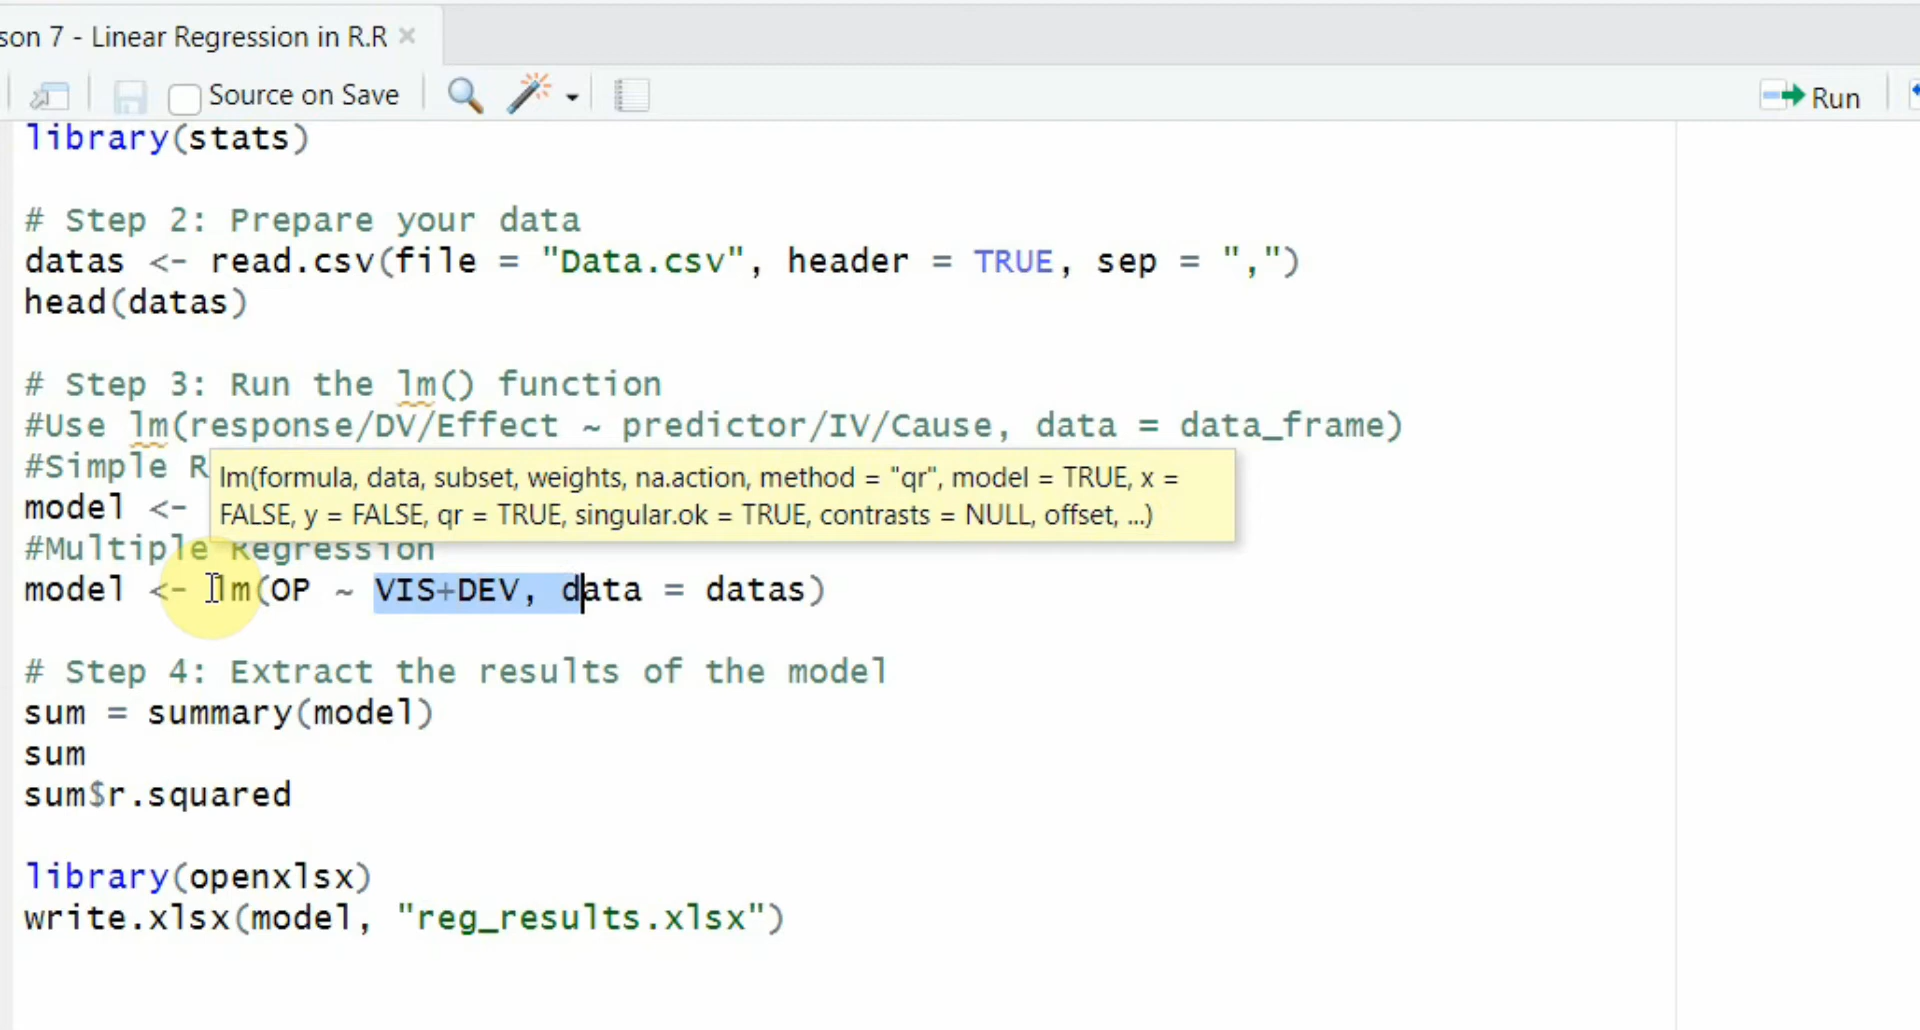 son 7 - Linear Regression in R.R
Source on Save
Run
library(stats)
# Step 2: Prepare your data
datas <- read.csv(file = "Data.csv", header = TRUE, sep = ",")
head(datas)
# Step 3: Run the lm() function
#Use lm(response/DV/Effect ~ predictor/IV/Cause, data = data_frame)
#Simple R
lm(formula, data, subset, weights, na.action, method = "qr", model = TRUE, x =
FALSE, y = FALSE, qr = TRUE, singular.ok = TRUE, contrasts = NULL, offset, ...)
model <-
#Multiple Regression
model <- lm(OP ~ VIS+DEV, data = datas)
# Step 4: Extract the results of the model
sum = summary(model)
sum
sum$r.squared
library(openxlsx)
write.xlsx(model, "reg_results.xlsx")